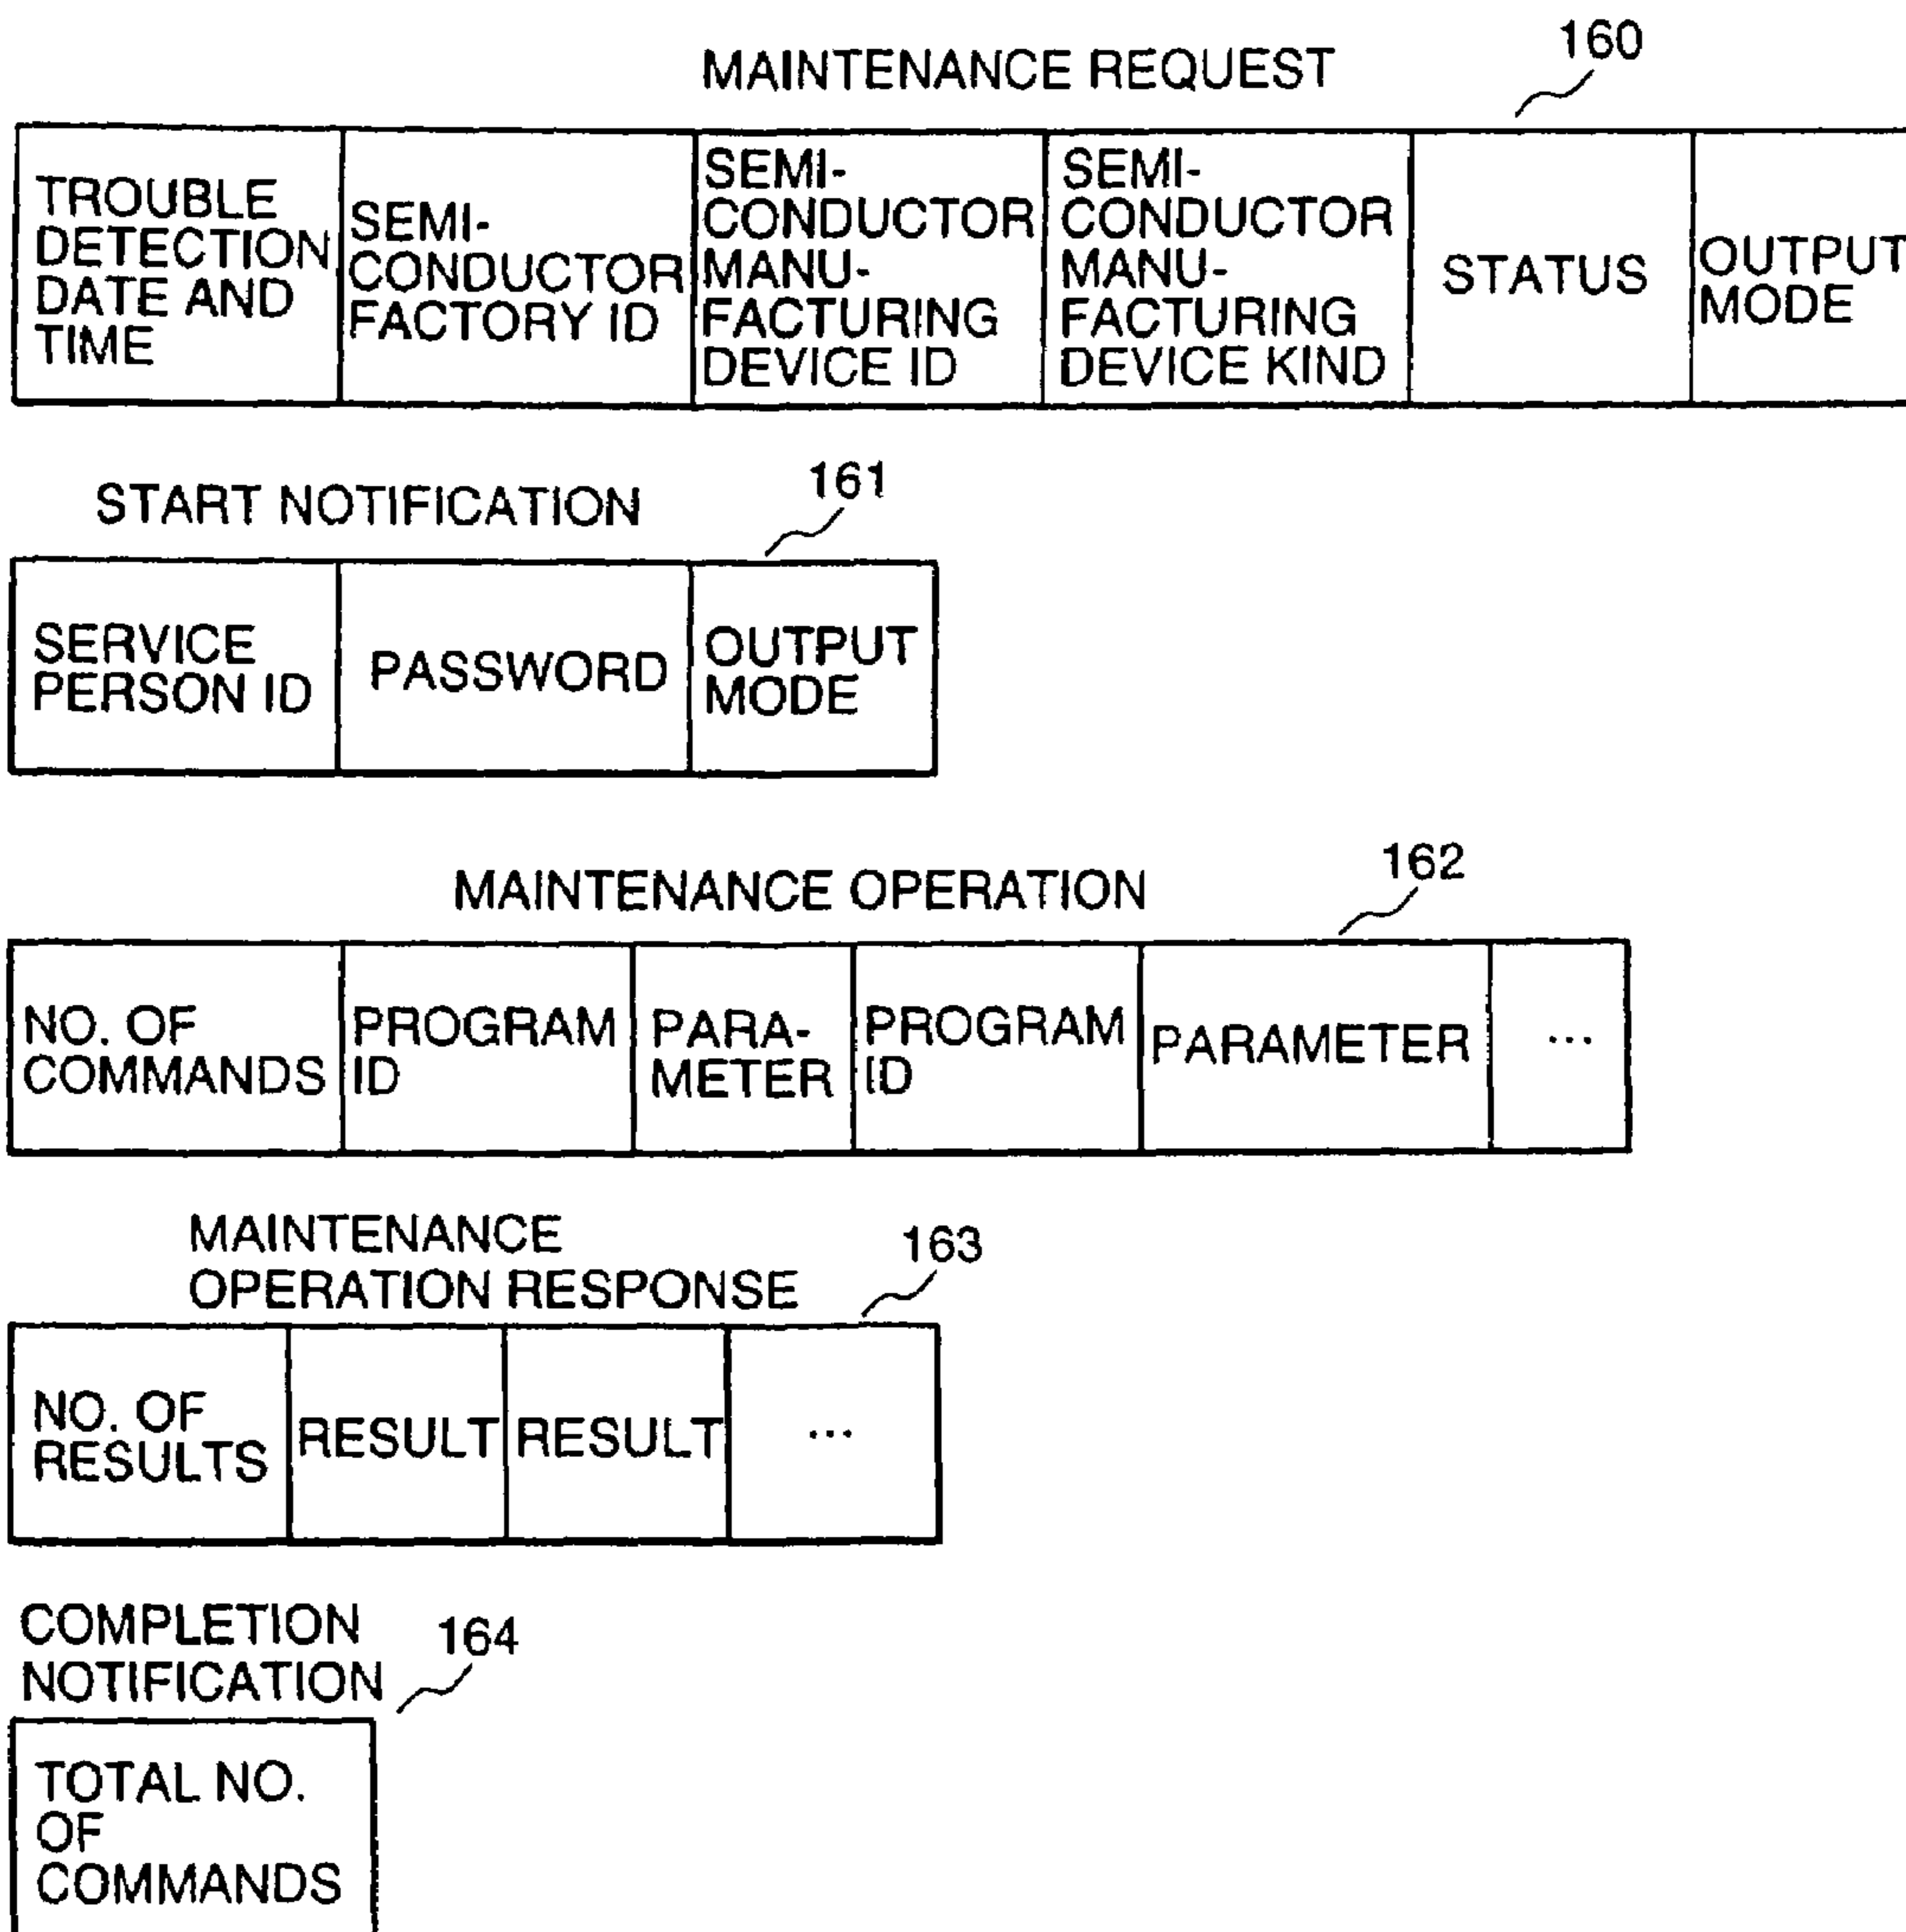 160
MAINTENANCE REQUEST
TROUBLE
DETECTION
DATE AND
TIME
SEMI-
CONDUCTOR
FACTORY ID
SEMI-
CONDUCTOR
MANU-
FACTURING
DEVICE ID
SEMI-
CONDUCTOR
MANU-
FACTURING
DEVICE KIND
STATUS
OUTPUT
MODE
161
START NOTIFICATION
SERVICE
PERSON ID
PASSWORD
OUTPUT
MODE
162
MAINTENANCE OPERATION
NO. OF
COMMANDS
PROGRAM
ID
PARA-
METER
PROGRAM
ID
PARAMETER
...
MAINTENANCE
OPERATION RESPONSE
163
NO. OF
RESULTS
RESULT
RESULT
...
COMPLETION
NOTIFICATION
164
TOTAL NO.
OF
COMMANDS